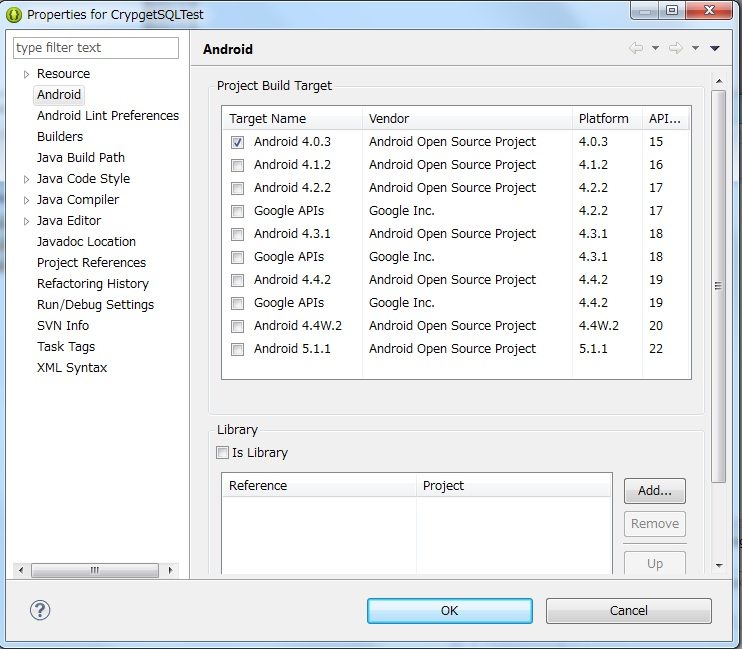 Properties for CrypgetSQLTest
type filter text
Resource
Android
Android Lint Preferences
Builders
Java Build Path
Java Code Style
Java Compiler
Java Editor
Javadoc Location
Project References
Refactoring History
Run/Debug Settings
SVN Info
Task Tags
XML Syntax
Android
Project Build Target
Target Name Vendor Platform API...
Android 4.0.3 Android Open Source Project 4.0.3 15
Android 4.1.2 Android Open Source Project 4.1.2 16
Android 4.2.2 Android Open Source Project 4.2.2 17
Google APIs Google Inc. 4.2.2 17
Android 4.3.1 Android Open Source Project 4.3.1 18
Google APIs Google Inc. 4.3.1 18
Android 4.4.2 Android Open Source Project 4.4.2 19
Google APIs Google Inc. 4.4.2 19
Android 4.4W.2 Android Open Source Project 4.4W.2 20
Android 5.1.1 Android Open Source Project 5.1.1 22
Library
Is Library
Reference Project
Add...
Remove
Up
?
OK Cancel